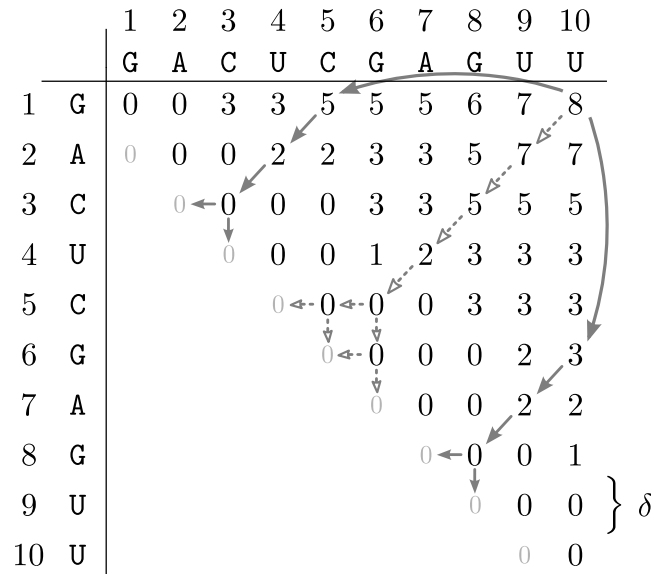 1 2 3 4 5 6 7 8 9 10
G A C U C G A G U U
1 G 0 0 3 3 5 5 5 6 7 8
2 A 0 0 0 2 2 3 3 5 7 7
3 C 0 0 0 0 3 3 5 5 5
4 U 0 0 0 1 2 3 3 3
5 C 0 0 0 0 3 3 3
6 G 0 0 0 0 2 3
7 A 0 0 0 2 2
8 G 0 0 0 1
9 U 0 0 0 } δ
10 U 0 0